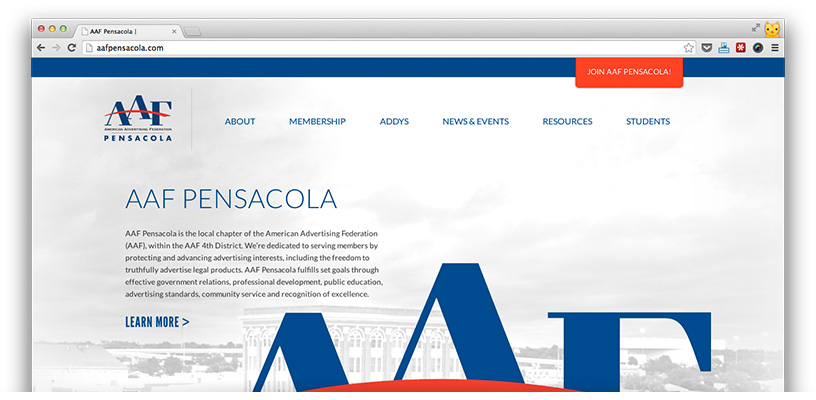 AAF Pensacola |
aafpensacola.com
JOIN AAF PENSACOLA!
AAF
AMERICAN ADVERTISING FEDERATION
PENSACOLA
ABOUT MEMBERSHIP ADDYS NEWS & EVENTS RESOURCES STUDENTS
AAF PENSACOLA
AAF Pensacola is the local chapter of the American Advertising Federation
(AAF), within the AAF 4th District. We're dedicated to serving members by
protecting and advancing advertising interests, including the freedom to
truthfully advertise legal products. AAF Pensacola fulfills set goals through
effective government relations, professional development, public education,
advertising standards, community service and recognition of excellence.
LEARN MORE >
AAF